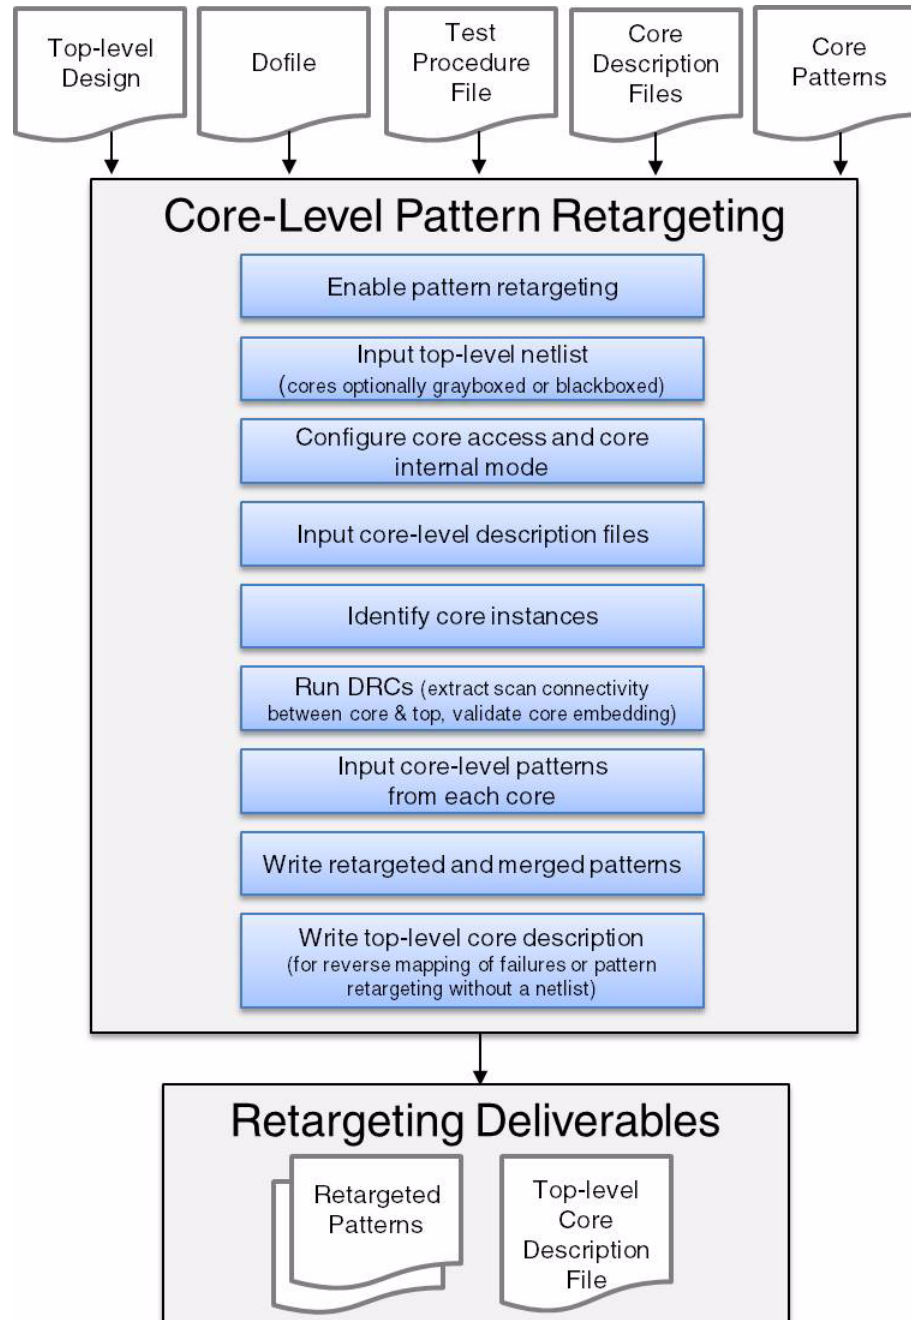 Top-level
Design
Dofile
Test
Procedure
File
Core
Description
Files
Core
Patterns
Core-Level Pattern Retargeting
Enable pattern retargeting
Input top-level netlist
(cores optionally grayboxed or blackboxed)
Configure core access and core
internal mode
Input core-level description files
Identify core instances
Run DRCs (extract scan connectivity
between core & top, validate core embedding)
Input core-level patterns
from each core
Write retargeted and merged patterns
Write top-level core description
(for reverse mapping of failures or pattern
retargeting without a netlist)
Retargeting Deliverables
Retargeted
Patterns
Top-level
Core
Description
File